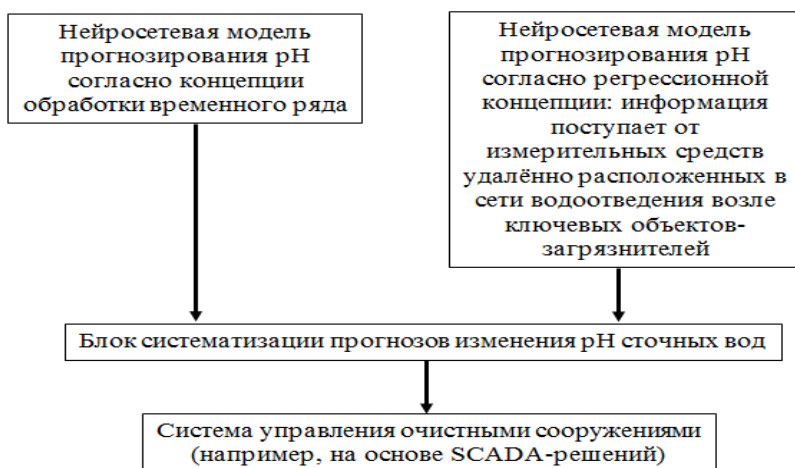 Нейросетевая модель
прогнозирования pH
согласно концепции
обработки временного ряда
Нейросетевая модель
прогнозирования pH
согласно регрессионной
концепции: информация
поступает от
измерительных средств
удалённо расположенных в
сети водоотведения возле
ключевых объектов-
загрязнителей
Блок систематизации прогнозов изменения pH сточных вод
Система управления очистными сооружениями
(например, на основе SCADA-решений)